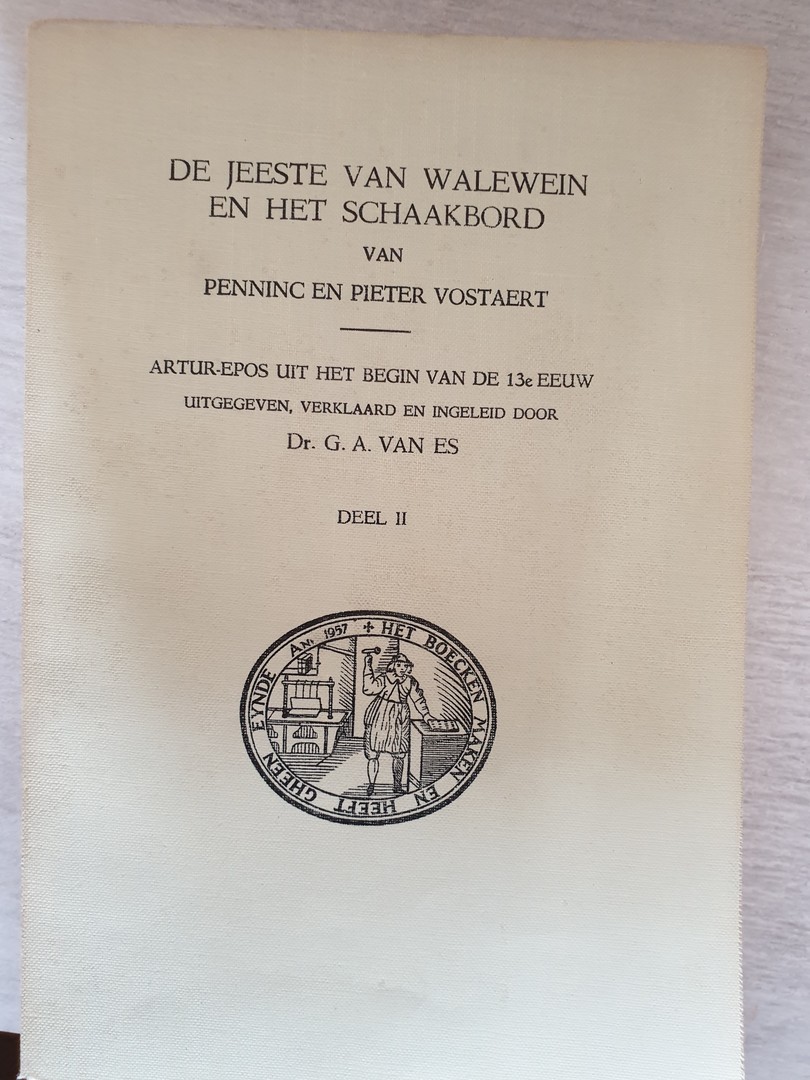 DE JEESTE VAN WALEWEIN
EN HET SCHAAKBORD
VAN
PENNINC EN PIETER VOSTAERT
ARTUR-EPOS UIT HET BEGIN VAN DE 13e EEUW
UITGEGEVEN, VERKLAARD EN INGELEID DOOR
Dr. G. A. VAN ES
DEEL II
HET BOECKEN MAKEN EN HEEFT GHEEN EYNDE AN. 1957